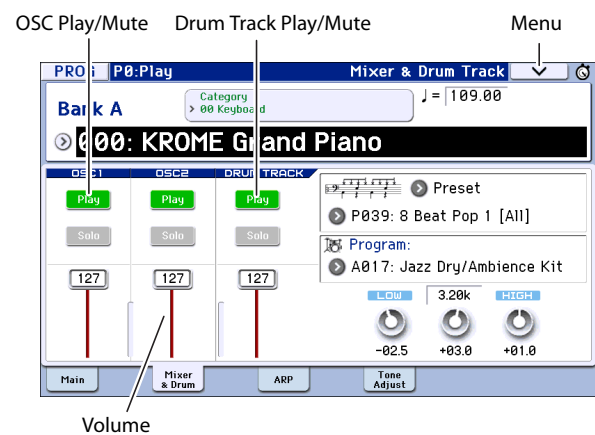 OSC Play/Mute Drum Track Play/Mute Menu
PROG P0:Play Mixer & Drum Track
Bank A
Category
00 Keyboard
♩= 109.00
000: KROME Grand Piano
OSC1 OSC2 DRUM TRACK
Play Play Play
Solo Solo Solo
127 127 127
Preset
P039: 8 Beat Pop 1 [All]
Program:
A017: Jazz Dry/Ambience Kit
LOW 3.20k HIGH
-02.5 +03.0 +01.0
Main Mixer & Drum ARP Tone Adjust
Volume